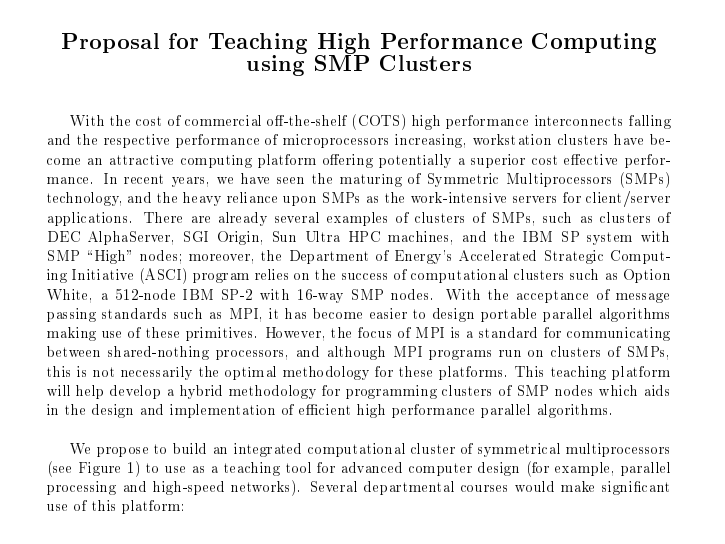 Proposal for Teaching High Performance Computing
using SMP Clusters
With the cost of commercial off-the-shelf (COTS) high performance interconnects falling
and the respective performance of microprocessors increasing, workstation clusters have be-
come an attractive computing platform offering potentially a superior cost effective perfor-
mance. In recent years, we have seen the maturing of Symmetric Multiprocessors (SMPs)
technology, and the heavy reliance upon SMPs as the work-intensive servers for client/server
applications. There are already several examples of clusters of SMPs, such as clusters of
DEC AlphaServer, SGI Origin, Sun Ultra HPC machines, and the IBM SP system with
SMP “High” nodes; moreover, the Department of Energy's Accelerated Strategic Comput-
ing Initiative (ASCI) program relies on the success of computational clusters such as Option
White, a 512-node IBM SP-2 with 16-way SMP nodes. With the acceptance of message
passing standards such as MPI, it has become easier to design portable parallel algorithms
making use of these primitives. However, the focus of MPI is a standard for communicating
between shared-nothing processors, and although MPI programs run on clusters of SMPs,
this is not necessarily the optimal methodology for these platforms. This teaching platform
will help develop a hybrid methodology for programming clusters of SMP nodes which aids
in the design and implementation of efficient high performance parallel algorithms.
We propose to build an integrated computational cluster of symmetrical multiprocessors
(see Figure 1) to use as a teaching tool for advanced computer design (for example, parallel
processing and high-speed networks). Several departmental courses would make significant
use of this platform: